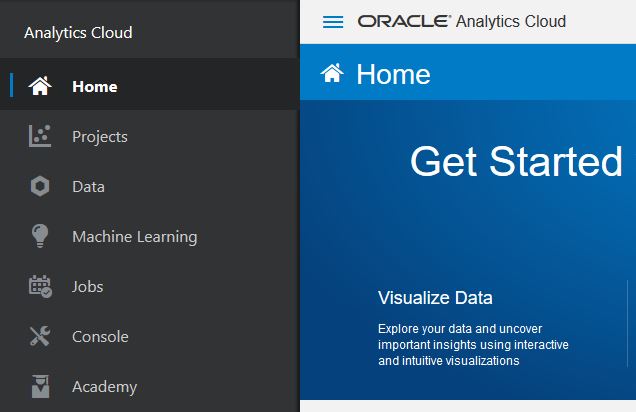 Analytics Cloud
Home
Projects
Data
Machine Learning
Jobs
Console
Academy
ORACLE® Analytics Cloud
Home
Get Started
Visualize Data
Explore your data and uncover
important insights using interactive
and intuitive visualizations